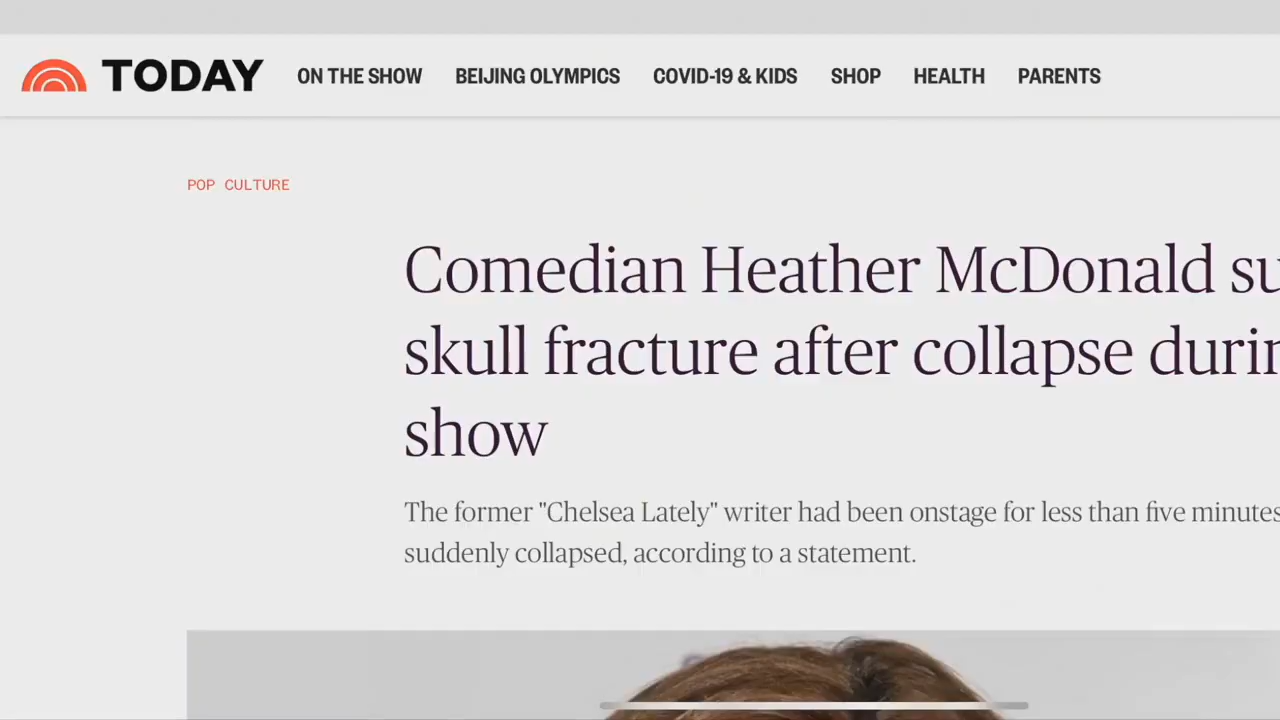 TODAY ON THE SHOW BEIJING OLYMPICS COVID-19 & KIDS SHOP HEALTH PARENTS
POP CULTURE
Comedian Heather McDonald su
skull fracture after collapse durin
show
The former "Chelsea Lately" writer had been onstage for less than five minutes
suddenly collapsed, according to a statement.